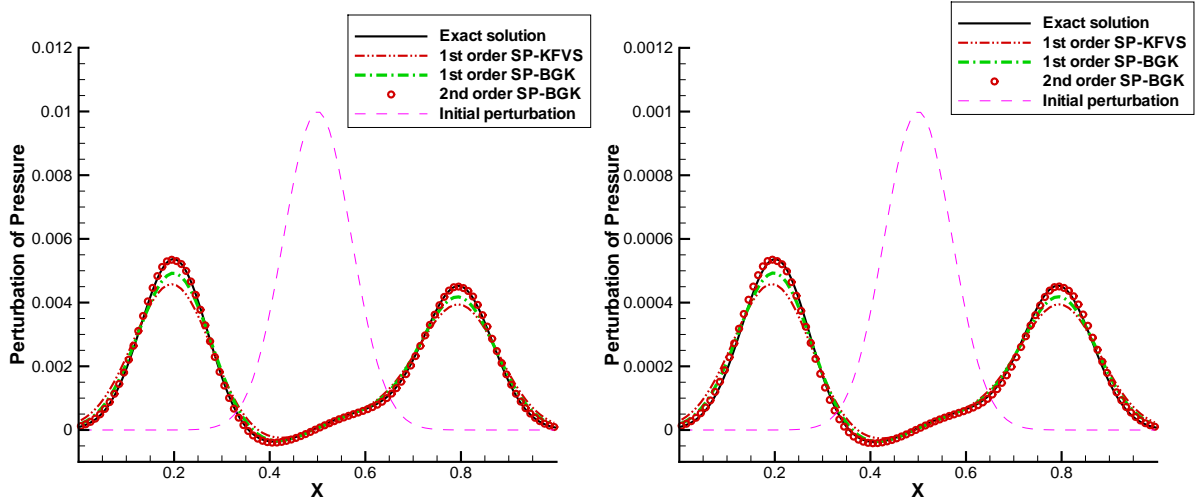 Exact solution
1st order SP-KFVS
1st order SP-BGK
2nd order SP-BGK
Initial perturbation
0.012
0.01
0.008
0.006
0.004
0.002
0
Perturbation of Pressure
0.2
0.4
0.6
0.8
X
Exact solution
1st order SP-KFVS
1st order SP-BGK
2nd order SP-BGK
Initial perturbation
0.0012
0.001
0.0008
0.0006
0.0004
0.0002
0
Perturbation of Pressure
0.2
0.4
0.6
0.8
X